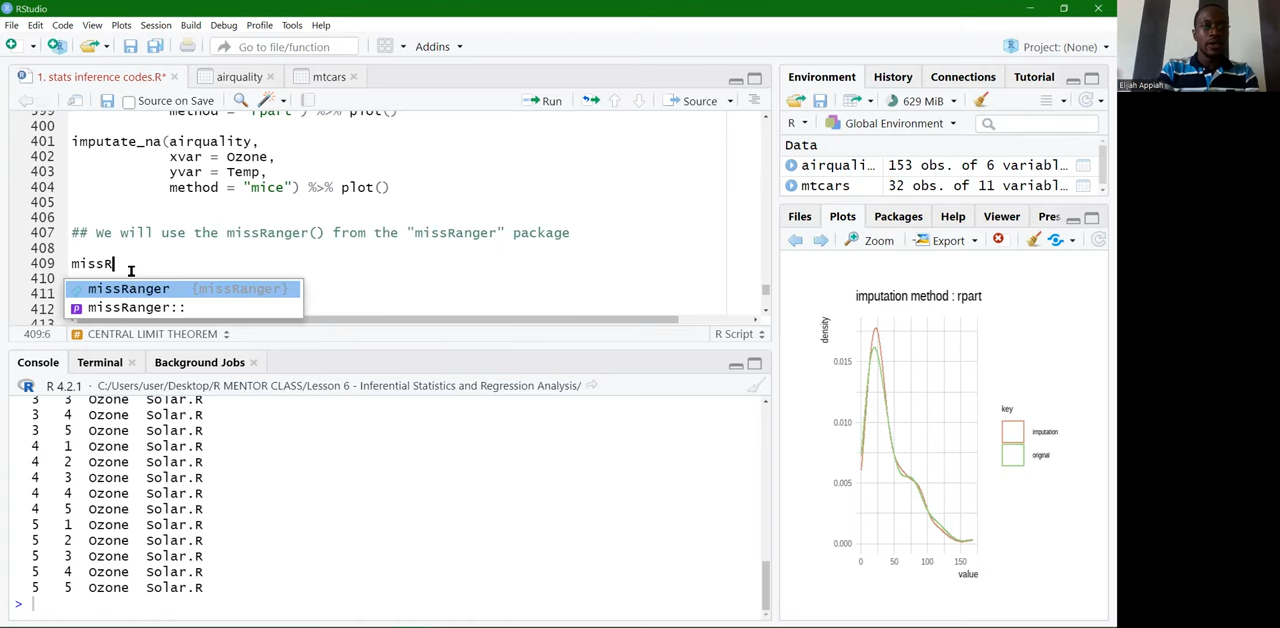 RStudio
File Edit Code View Plots Session Build Debug Profile Tools Help
Go to file/function Addins Project: (None)
1. stats inference codes.R* airquality mtcars
Source on Save Run Source
399 method = "rpart") %>% plot()
400
401 imputate_na(airquality,
402 xvar = Ozone,
403 yvar = Temp,
404 method = "mice") %>% plot()
405
406
407 ## We will use the missRanger() from the "missRanger" package
408
409 missR
410 missRanger {missRanger}
411
412 missRanger::
413
409:6 CENTRAL LIMIT THEOREM R Script
Console Terminal Background Jobs
R 4.2.1 · C:/Users/user/Desktop/R MENTOR CLASS/Lesson 6 - Inferential Statistics and Regression Analysis/
3 3 Ozone Solar.R
3 4 Ozone Solar.R
3 5 Ozone Solar.R
4 1 Ozone Solar.R
4 2 Ozone Solar.R
4 3 Ozone Solar.R
4 4 Ozone Solar.R
4 5 Ozone Solar.R
5 1 Ozone Solar.R
5 2 Ozone Solar.R
5 3 Ozone Solar.R
5 4 Ozone Solar.R
5 5 Ozone Solar.R
>
Environment History Connections Tutorial
629 MiB
R Global Environment
Data
airquali… 153 obs. of 6 variabl…
mtcars 32 obs. of 11 variabl…
Files Plots Packages Help Viewer Pres
Zoom Export
imputation method : rpart
density
0.015
0.010
0.005
0.000
0 50 100 150
value
key
imputation
original
Elijah Appiah